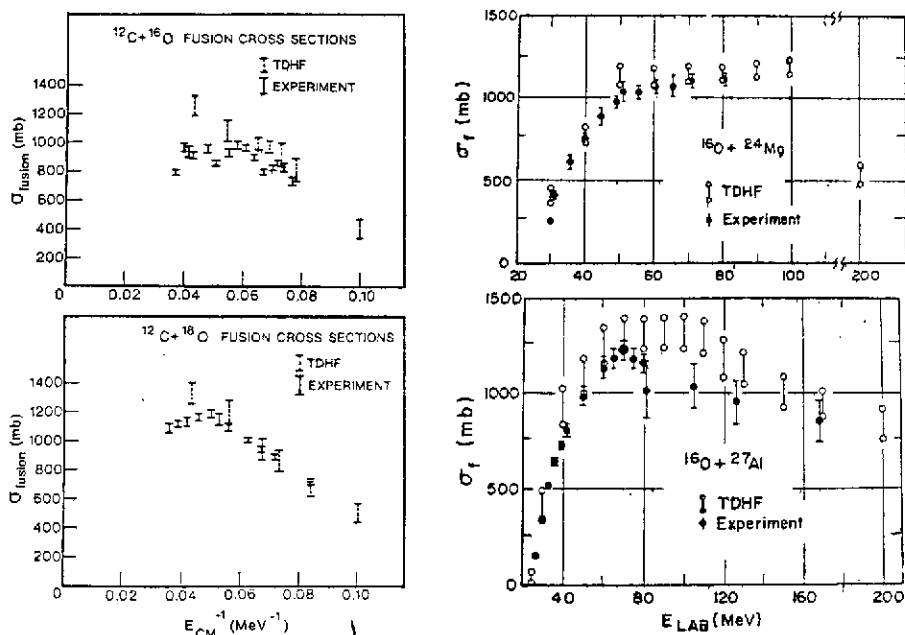 ¹²C+¹⁶O FUSION CROSS SECTIONS
TDHF
EXPERIMENT
1400
1200
1000
800
600
400
200
σfusion (mb)
0 0.02 0.04 0.06 0.08 0.10
¹²C+¹⁸O FUSION CROSS SECTIONS
TDHF
EXPERIMENT
1400
1200
1000
800
600
400
200
σfusion (mb)
0 0.02 0.04 0.06 0.08 0.10
E_CM⁻¹ (MeV⁻¹)
1500
1000
500
0
σf (mb)
¹⁶O + ²⁴Mg
TDHF
Experiment
20 40 60 80 100 200
1500
1000
500
0
σf (mb)
¹⁶O + ²⁷Al
TDHF
Experiment
40 80 120 160 200
E_LAB (MeV)